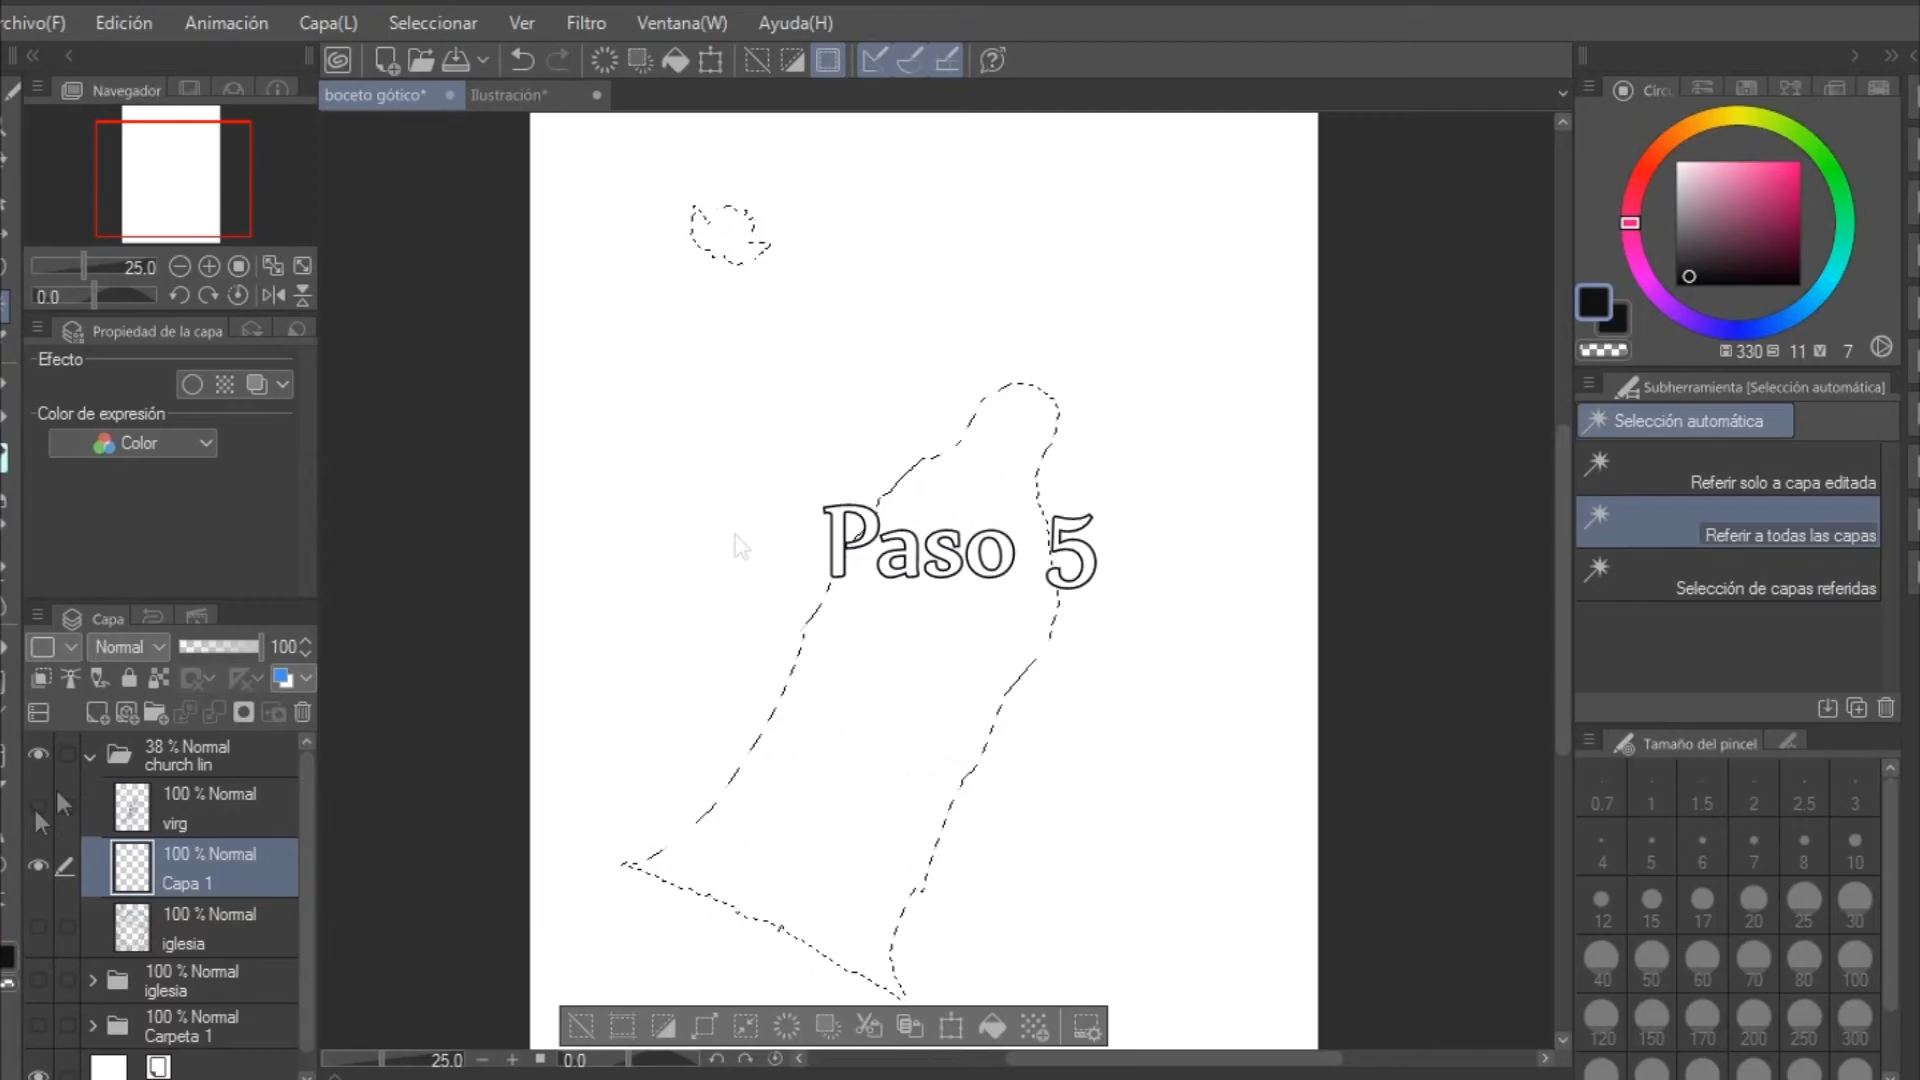 rchivo(F) Edición Animación Capa(L) Seleccionar Ver Filtro Ventana(W) Ayuda(H)
Navegador
25.0
0.0
Propiedad de la capa
Efecto
Color de expresión
Color
Capa
Normal 100
38 % Normal
church lin
100 % Normal
virg
100 % Normal
Capa 1
100 % Normal
iglesia
100 % Normal
iglesia
100 % Normal
Carpeta 1
boceto gótico* Ilustración*
Paso 5
25.0 0.0
Círc
330 11 7
Subherramienta [Selección automática]
Selección automática
Referir solo a capa editada
Referir a todas las capas
Selección de capas referidas
Tamaño del pincel
0.7 1 1.5 2 2.5 3
4 5 6 7 8 10
12 15 17 20 25 30
40 50 60 70 80 100
120 150 170 200 250 300